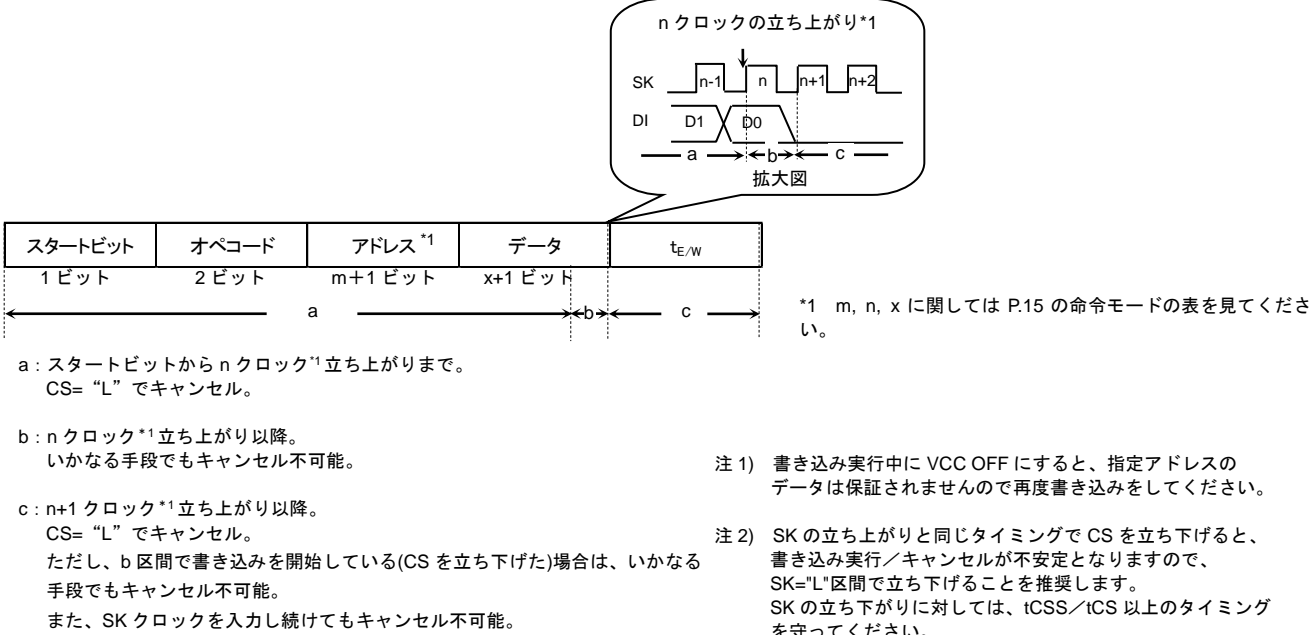 n クロックの立ち上がり*1
SK n-1 n n+1 n+2
DI D1 D0
a b c
拡大図
スタートビット オペコード アドレス *1 データ tE/W
1 ビット 2 ビット m＋1 ビット x+1 ビット
a b c
*1 m, n, x に関しては P.15 の命令モードの表を見てくださ
い。
a：スタートビットから n クロック*1 立ち上がりまで。
CS= “L” でキャンセル。
b：n クロック*1 立ち上がり以降。
いかなる手段でもキャンセル不可能。
c：n+1 クロック*1 立ち上がり以降。
CS= “L” でキャンセル。
ただし、b 区間で書き込みを開始している(CS を立ち下げた)場合は、いかなる
手段でもキャンセル不可能。
また、SK クロックを入力し続けてもキャンセル不可能。
注 1) 書き込み実行中に VCC OFF にすると、指定アドレスの
データは保証されませんので再度書き込みをしてください。
注 2) SK の立ち上がりと同じタイミングで CS を立ち下げると、
書き込み実行／キャンセルが不安定となりますので、
SK="L"区間で立ち下げることを推奨します。
SK の立ち下がりに対しては、tCSS／tCS 以上のタイミング
を守ってください。